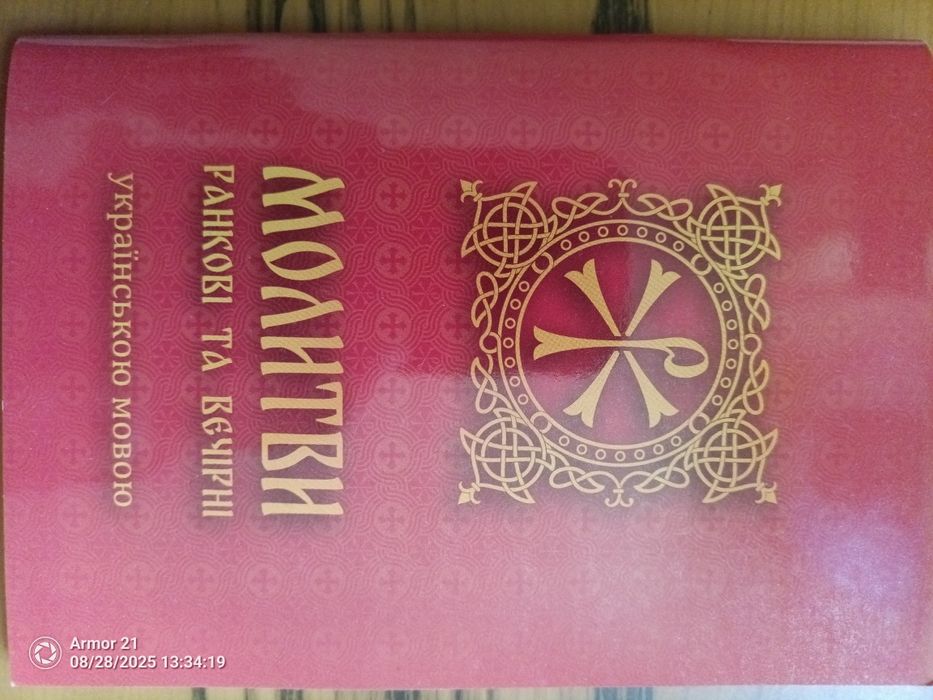 МОЛИТВИ
РАНКОВІ ТА ВЕЧІРНІ
українською мовою
Armor 21
08/28/2025 13:34:19